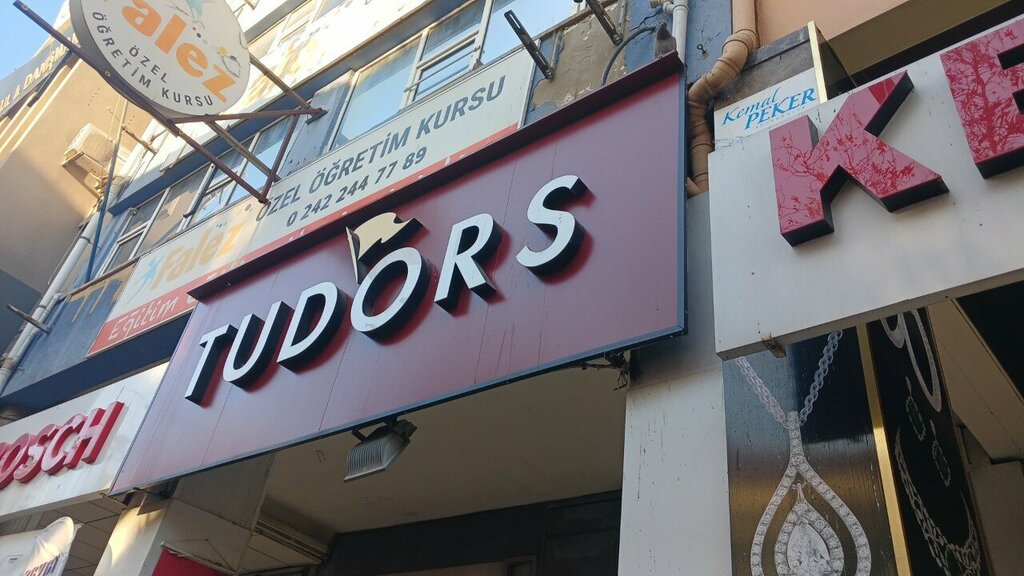 Falez
ÖZEL
ÖĞRETİM KURSU
ÖZEL ÖĞRETİM KURSU
0 242 244 77 89
Falez
Eğitim
TUDORS
Kemal
PEKER
KE
OSCH